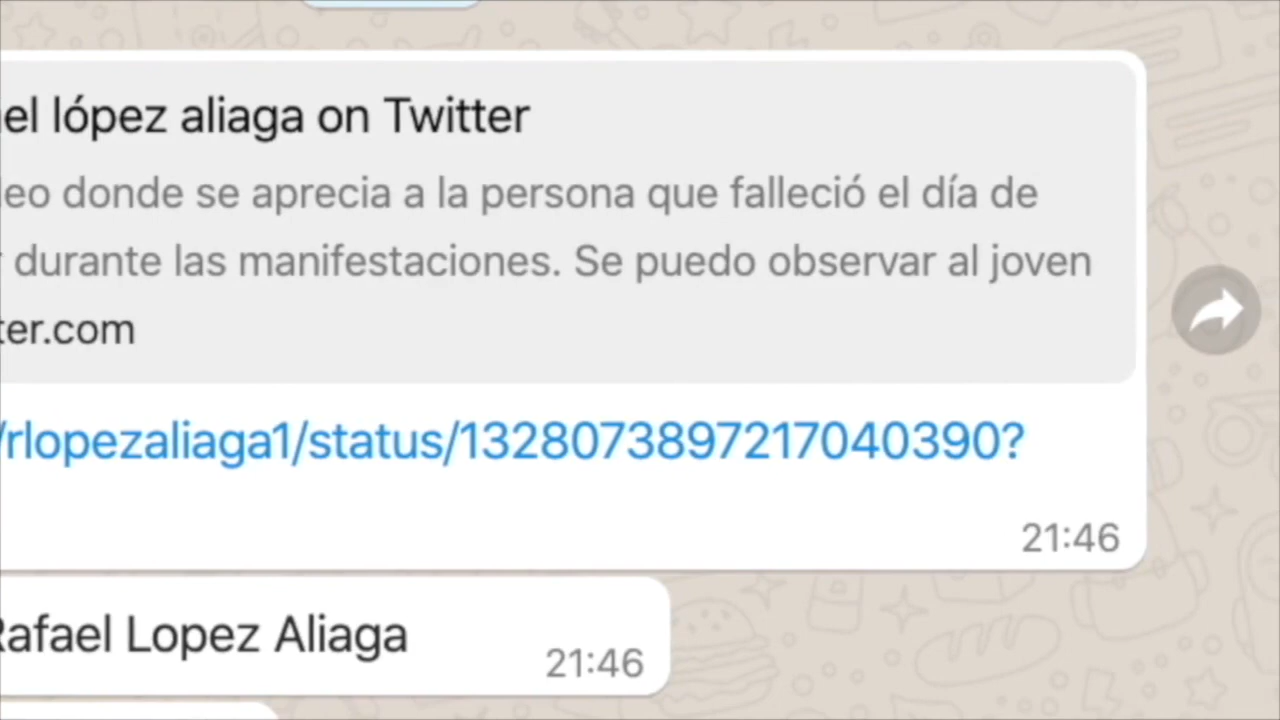 el lópez aliaga on Twitter
eo donde se aprecia a la persona que falleció el día de
durante las manifestaciones. Se puedo observar al joven
ter.com
/rlopezaliaga1/status/1328073897217040390?
21:46
Rafael Lopez Aliaga
21:46